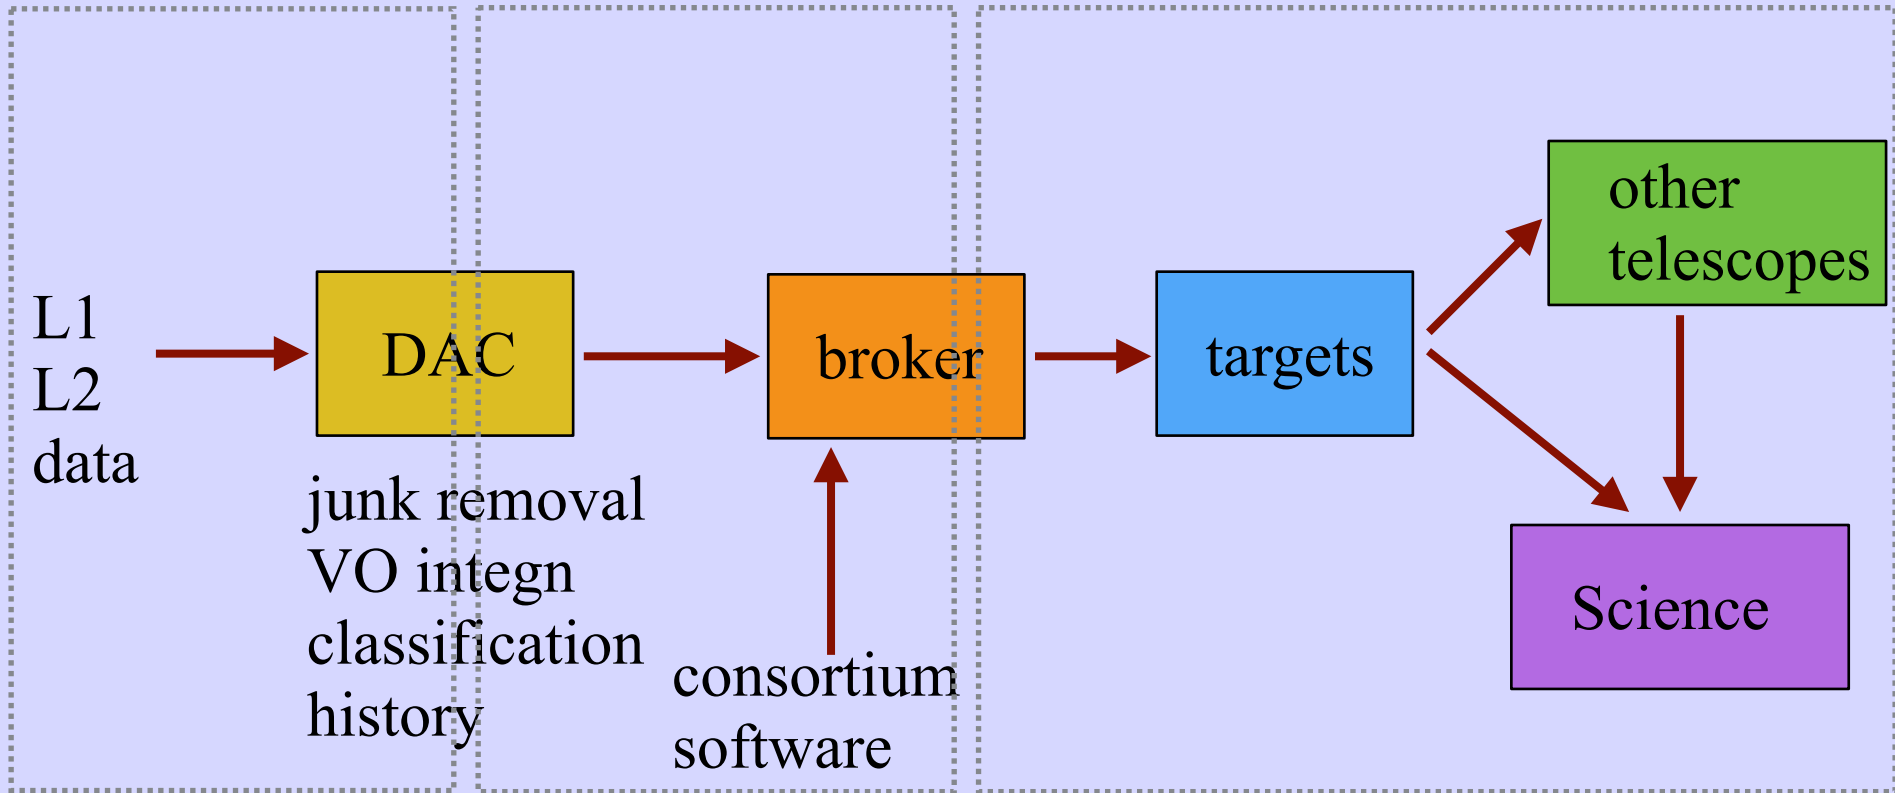 L1
L2
data
DAC
junk removal
VO integn
classification
history
broker
consortium
software
targets
other
telescopes
Science